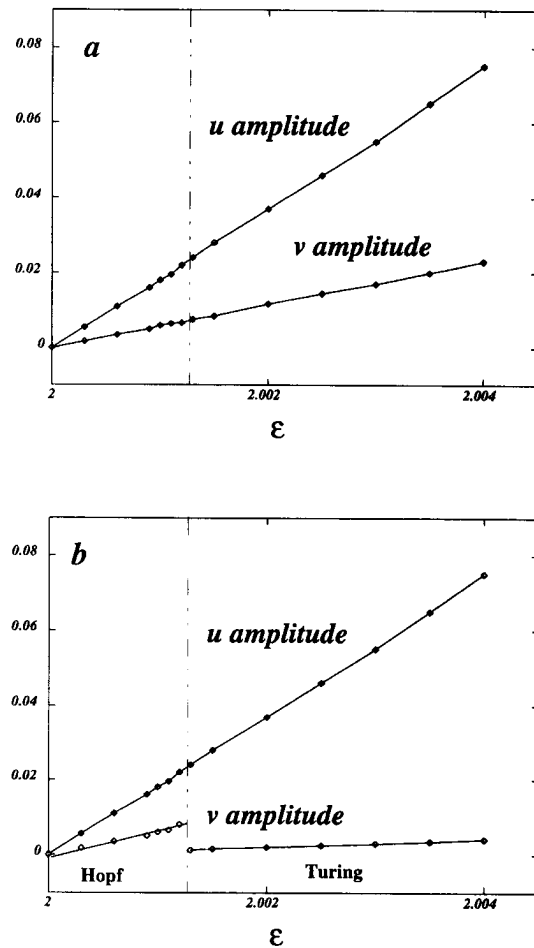 0.08
a
0.06
u amplitude
0.04
v amplitude
0.02
0
2
2.002
2.004
ε
0.08
b
0.06
u amplitude
0.04
0.02
v amplitude
0
Hopf
Turing
2
2.002
2.004
ε